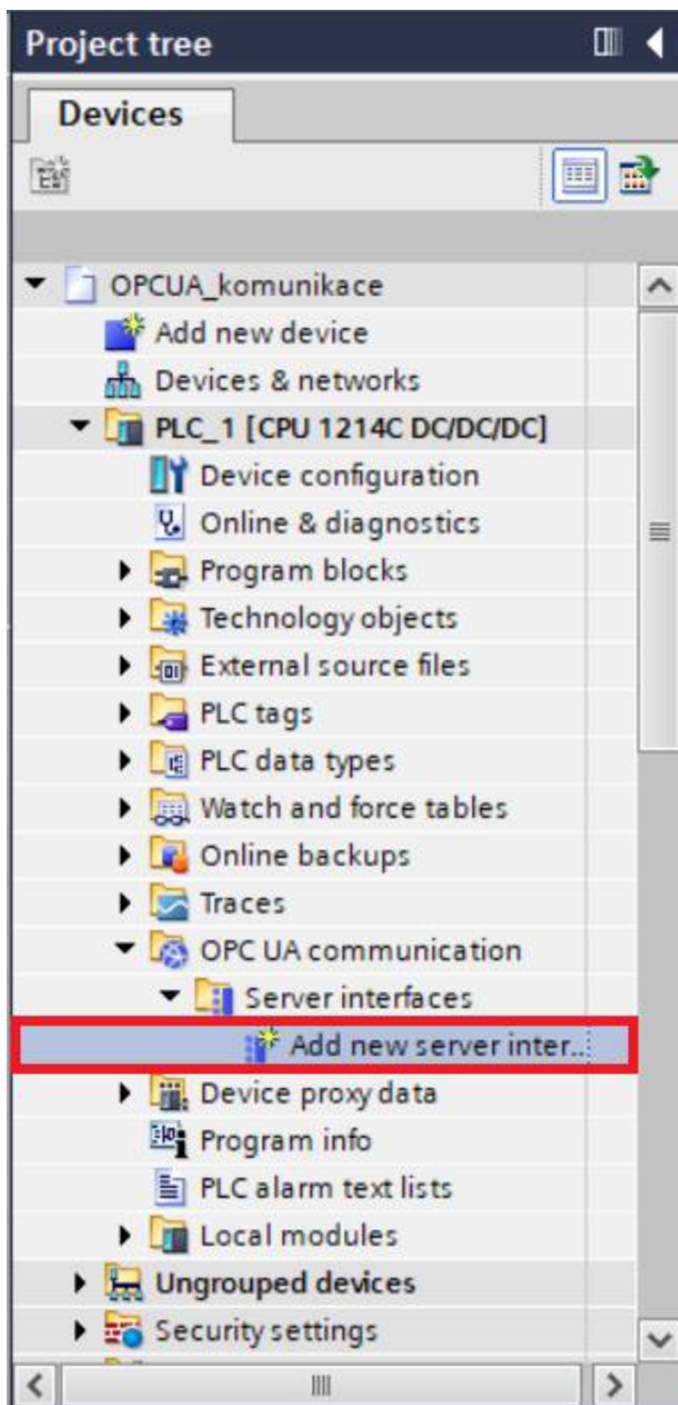 Project tree
Devices
OPCUA_komunikace
Add new device
Devices & networks
PLC_1 [CPU 1214C DC/DC/DC]
Device configuration
Online & diagnostics
Program blocks
Technology objects
External source files
PLC tags
PLC data types
Watch and force tables
Online backups
Traces
OPC UA communication
Server interfaces
Add new server inter..
Device proxy data
Program info
PLC alarm text lists
Local modules
Ungrouped devices
Security settings